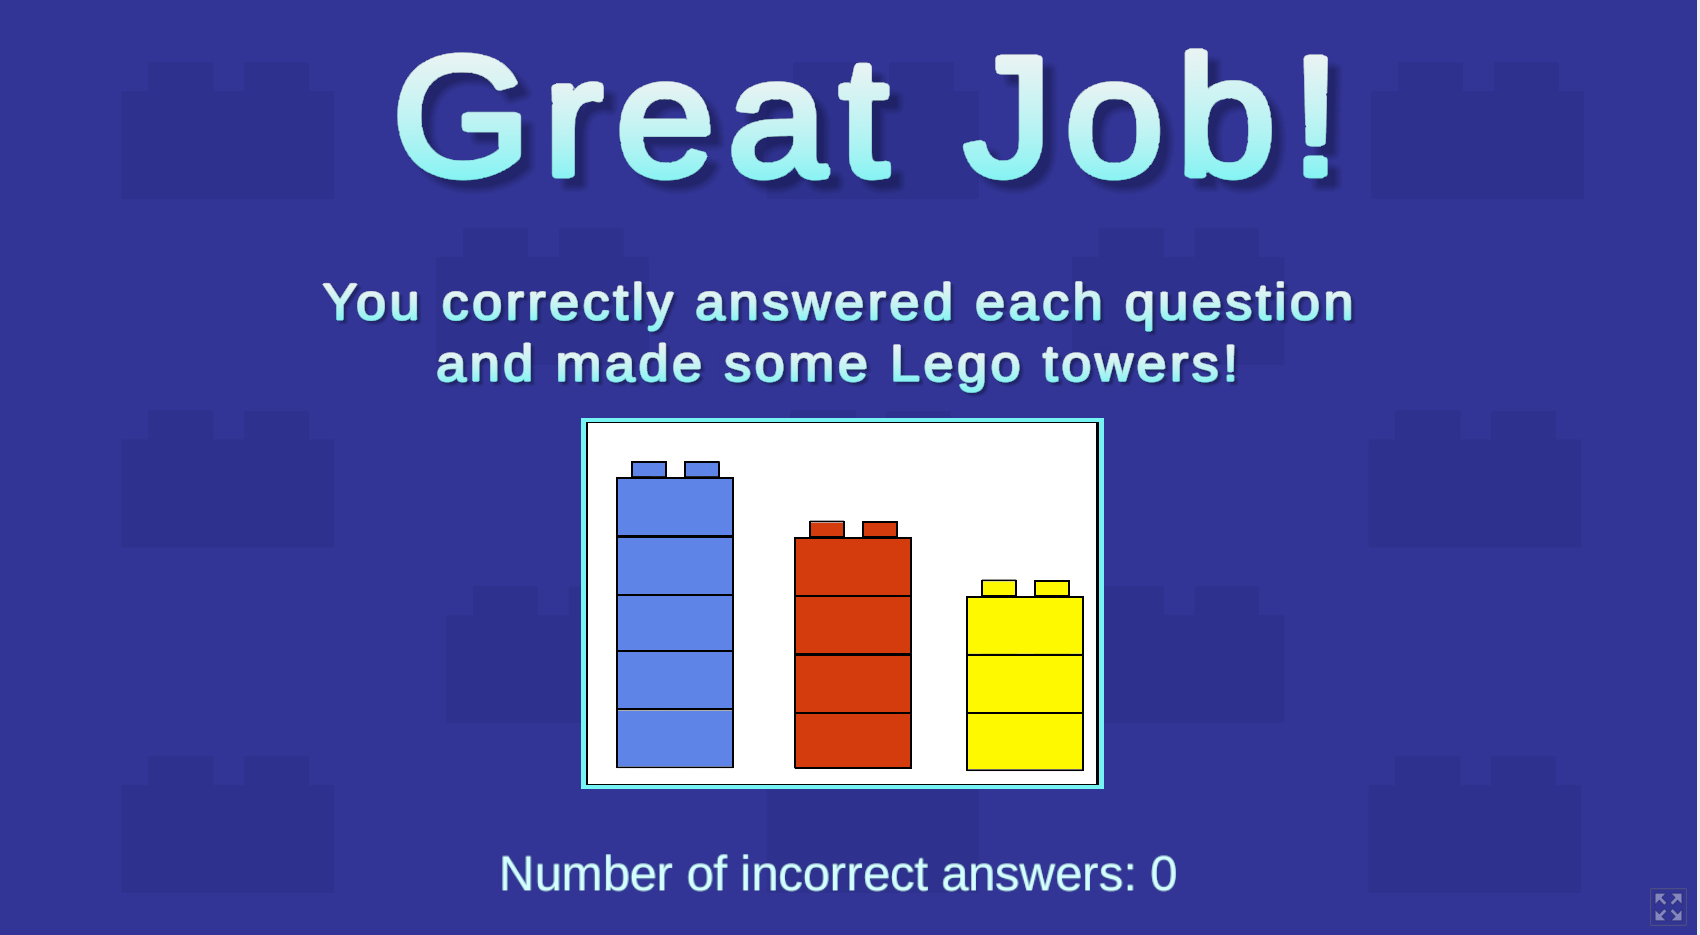 Great Job!
You correctly answered each question
and made some Lego towers!
Number of incorrect answers: 0